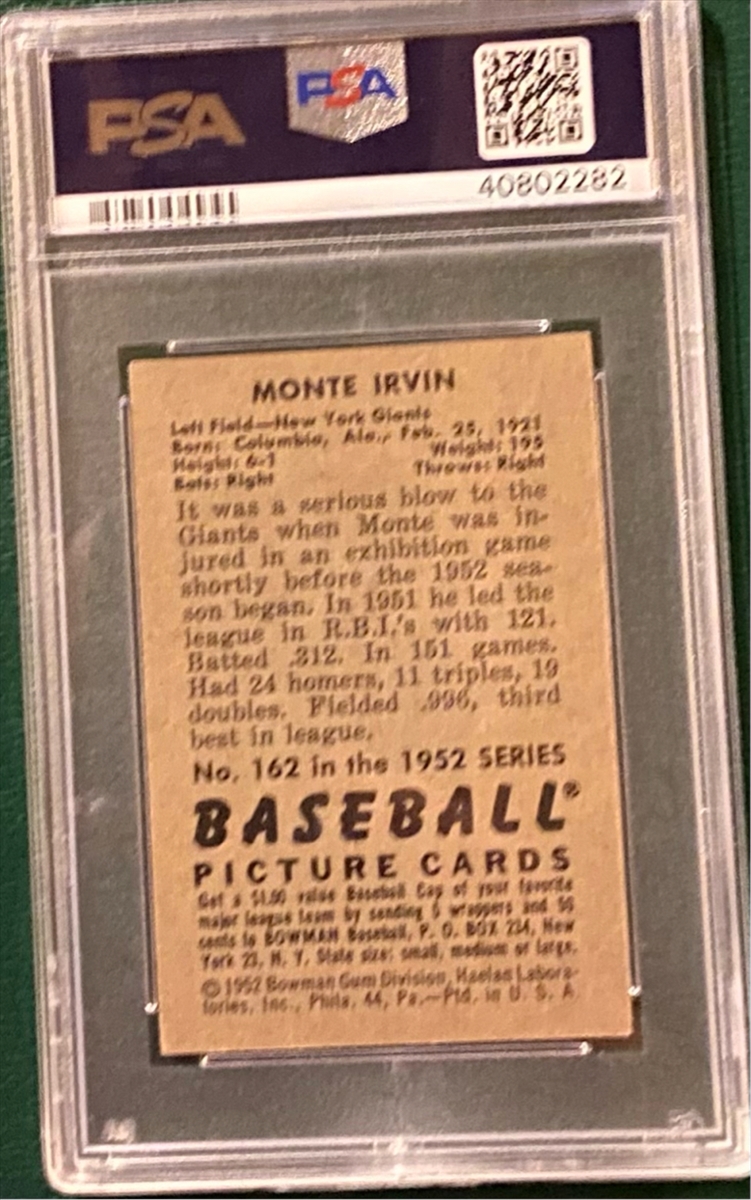 PSA
PSA
40802282
MONTE IRVIN
Left Field—New York Giants
Born: Columbia, Ala., Feb. 25, 1921
Height: 6-1 Weight: 195
Bats: Right Throws: Right
It was a serious blow to the
Giants when Monte was in-
jured in an exhibition game
shortly before the 1952 sea-
son began. In 1951 he led the
league in R.B.I.'s with 121.
Batted .312. In 151 games.
Had 24 homers, 11 triples, 19
doubles. Fielded .996, third
best in league.
No. 162 in the 1952 SERIES
BASEBALL®
PICTURE CARDS
Get a $1.00 value Baseball Cap of your favorite
major league team by sending 5 wrappers and 50
cents to BOWMAN Baseball, P. O. BOX 234, New
York 23, N. Y. State size: small, medium or large.
© 1952 Bowman Gum Division, Haelan Labora-
tories, Inc., Phila. 44, Pa.—Ptd. in U. S. A.